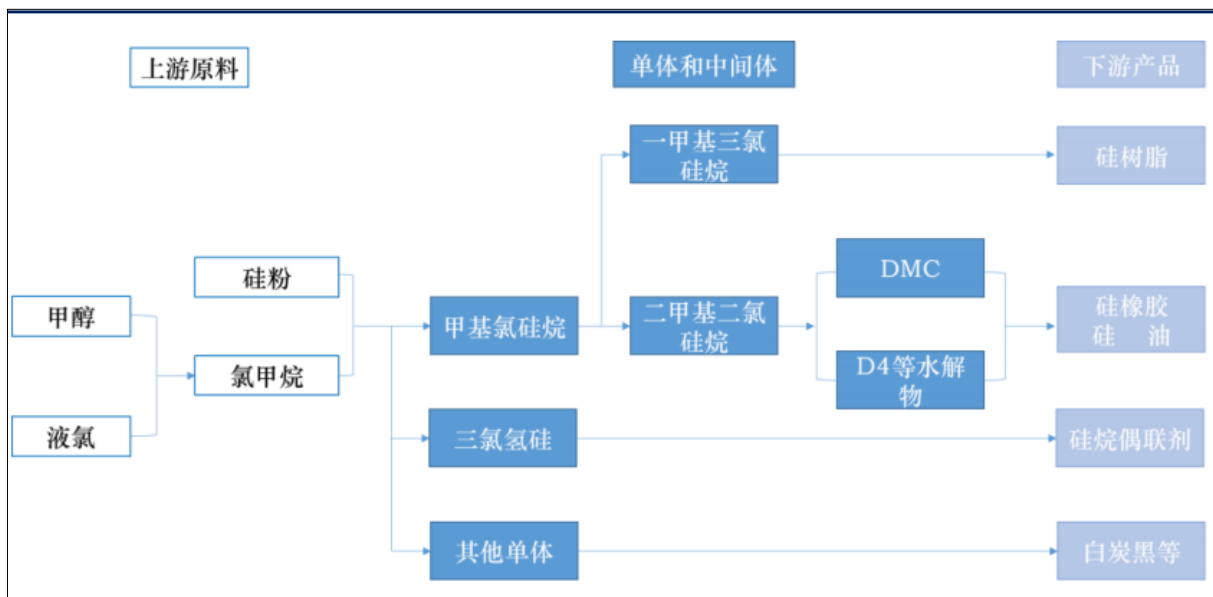 上游原料
单体和中间体
下游产品
一甲基三氯
硅烷
硅树脂
硅粉
DMC
甲醇
甲基氯硅烷
二甲基二氯
硅烷
硅橡胶
硅 油
氯甲烷
D4等水解
物
液氯
三氯氢硅
硅烷偶联剂
其他单体
白炭黑等